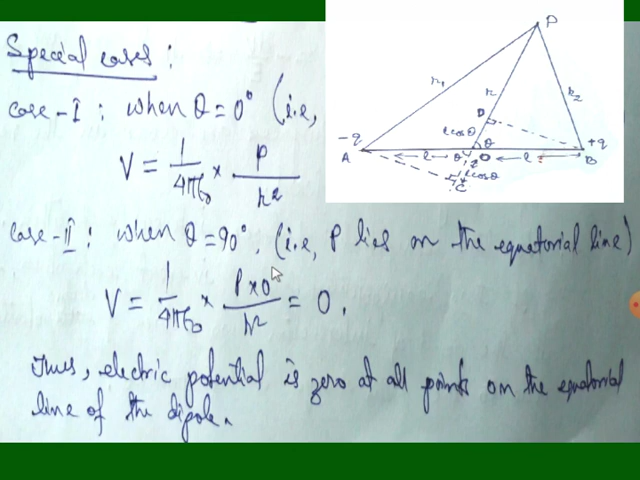 Special cases :
case-I : when θ=0° (i.e,
V = 1/4πε₀ × p/r²
case-II : when θ=90°, (i.e, P lies on the equatorial line)
V = 1/4πε₀ × p×0/r² = 0.
Thus, electric potential is zero at all points on the equatorial
line of the dipole.
P
r₁
r
r₂
D
lcosθ
-q
θ
+q
A
l
O
l
B
lcosθ
C